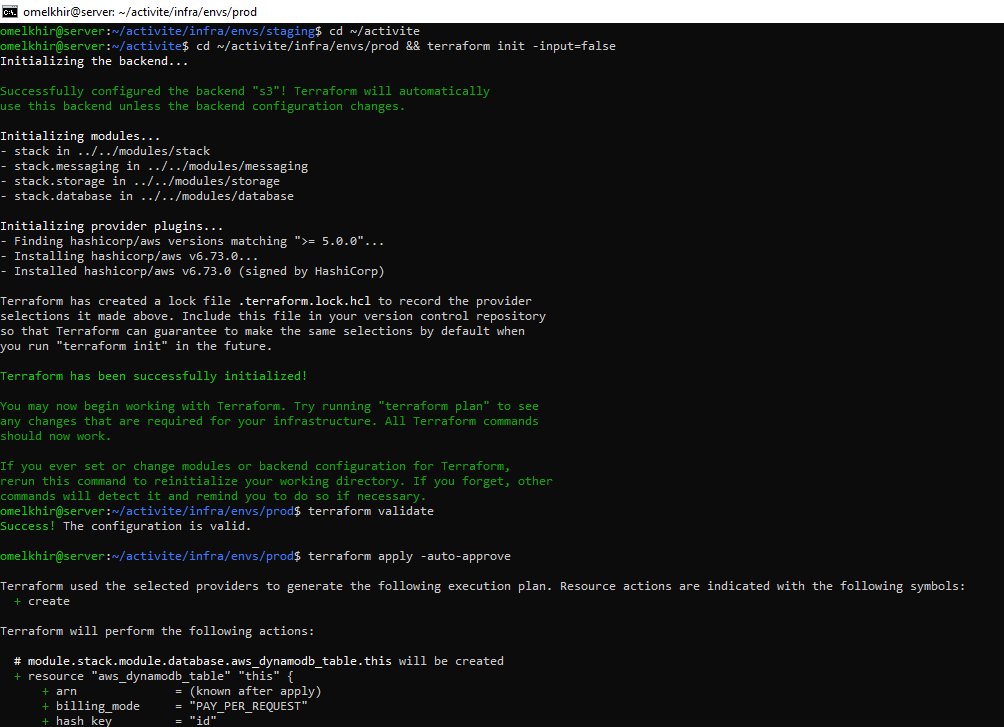 omelkhir@server: ~/activite/infra/envs/prod
omelkhir@server:~/activite/infra/envs/staging$ cd ~/activite
omelkhir@server:~/activite$ cd ~/activite/infra/envs/prod && terraform init -input=false
Initializing the backend...
Successfully configured the backend "s3"! Terraform will automatically
use this backend unless the backend configuration changes.
Initializing modules...
- stack in ../../modules/stack
- stack.messaging in ../../modules/messaging
- stack.storage in ../../modules/storage
- stack.database in ../../modules/database
Initializing provider plugins...
- Finding hashicorp/aws versions matching ">= 5.0.0"...
- Installing hashicorp/aws v6.73.0...
- Installed hashicorp/aws v6.73.0 (signed by HashiCorp)
Terraform has created a lock file .terraform.lock.hcl to record the provider
selections it made above. Include this file in your version control repository
so that Terraform can guarantee to make the same selections by default when
you run "terraform init" in the future.
Terraform has been successfully initialized!
You may now begin working with Terraform. Try running "terraform plan" to see
any changes that are required for your infrastructure. All Terraform commands
should now work.
If you ever set or change modules or backend configuration for Terraform,
rerun this command to reinitialize your working directory. If you forget, other
commands will detect it and remind you to do so if necessary.
omelkhir@server:~/activite/infra/envs/prod$ terraform validate
Success! The configuration is valid.
omelkhir@server:~/activite/infra/envs/prod$ terraform apply -auto-approve
Terraform used the selected providers to generate the following execution plan. Resource actions are indicated with the following symbols:
+ create
Terraform will perform the following actions:
# module.stack.module.database.aws_dynamodb_table.this will be created
+ resource "aws_dynamodb_table" "this" {
+ arn = (known after apply)
+ billing_mode = "PAY_PER_REQUEST"
+ hash_key = "id"